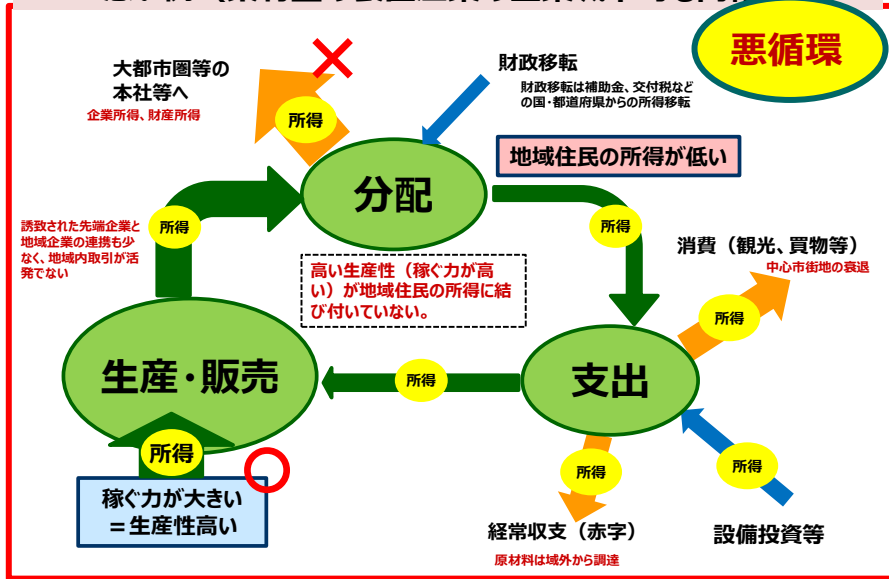 悪循環
大都市圏等の
本社等へ
企業所得、財産所得
所得
財政移転
財政移転は補助金、交付税など
の国・都道府県からの所得移転
分配
地域住民の所得が低い
誘致された先端企業と
地域企業の連携も少
なく、地域内取引が活
発でない
所得
所得
消費（観光、買物等）
中心市街地の衰退
高い生産性（稼ぐ力が高
い）が地域住民の所得に結
び付いていない。
所得
生産・販売
所得
支出
所得
稼ぐ力が大きい
＝生産性高い
所得
経常収支（赤字）
原材料は域外から調達
所得
設備投資等